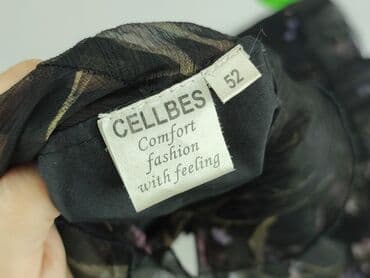 CELLBES
Comfort
fashion
with feeling
52